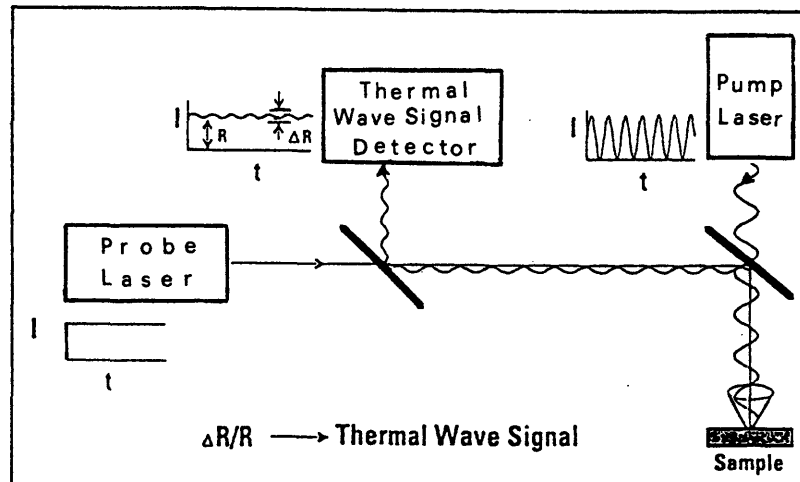 Thermal
Wave Signal
Detector
Pump
Laser
I
R
ΔR
t
I
t
Probe
Laser
I
t
ΔR/R → Thermal Wave Signal
Sample